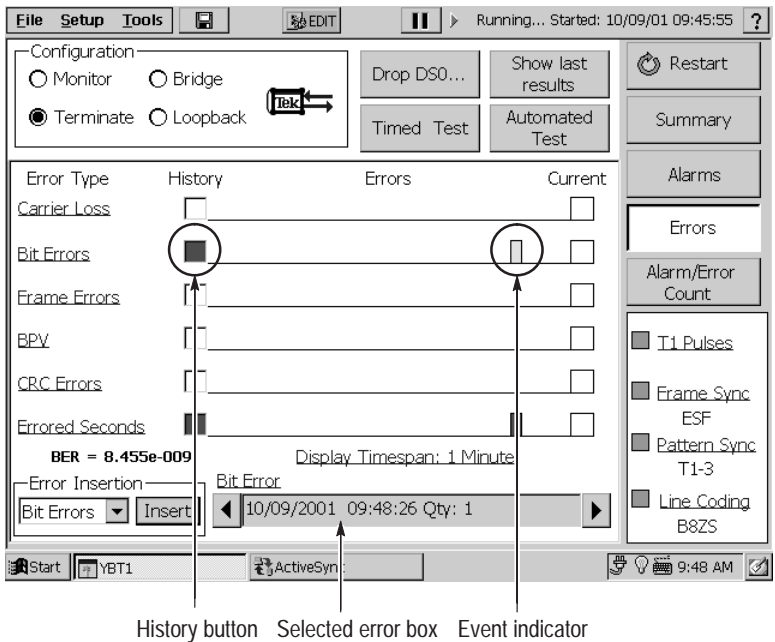 File Setup Tools EDIT Running... Started: 10/09/01 09:45:55 ?
Configuration
Monitor Bridge
Terminate Loopback
Tek
Drop DS0...
Show last results
Timed Test
Automated Test
Restart
Summary
Alarms
Errors
Alarm/Error Count
Error Type History Errors Current
Carrier Loss
Bit Errors
Frame Errors
BPV
CRC Errors
Errored Seconds
BER = 8.455e-009 Display Timespan: 1 Minute
T1 Pulses
Frame Sync
ESF
Pattern Sync
T1-3
Line Coding
B8ZS
Error Insertion
Bit Errors Insert
Bit Error
10/09/2001 09:48:26 Qty: 1
Start YBT1 ActiveSyn 9:48 AM
History button Selected error box Event indicator